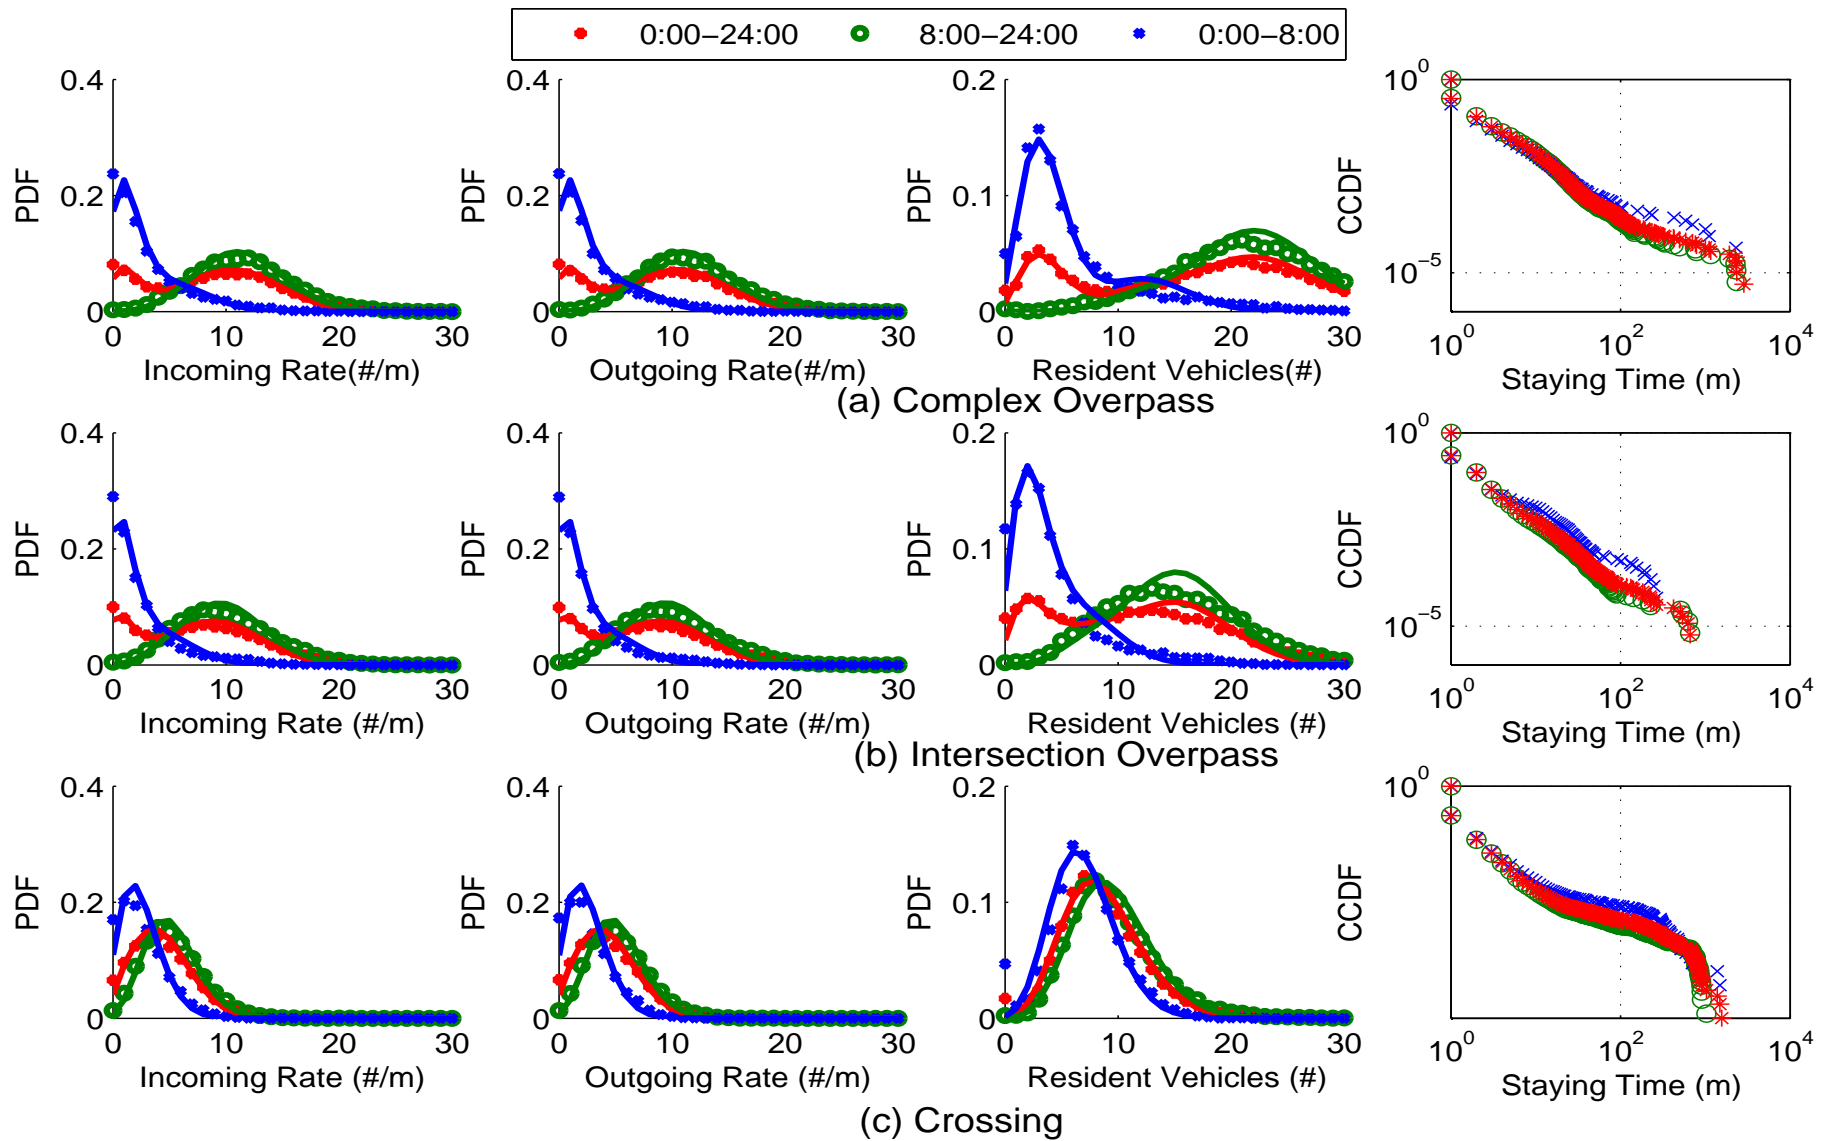 0:00−24:00 8:00−24:00 0:00−8:00
0.4 0.4 0.2 10^0
0.2 0.2 0.1
PDF PDF PDF CCDF
10^−5
0 0 0
0 10 20 30 0 10 20 30 0 10 20 30 10^0 10^2 10^4
Incoming Rate(#/m) Outgoing Rate(#/m) Resident Vehicles(#) Staying Time (m)
(a) Complex Overpass
0.4 0.4 0.2 10^0
0.2 0.2 0.1
PDF PDF PDF CCDF
10^−5
0 0 0
0 10 20 30 0 10 20 30 0 10 20 30 10^0 10^2 10^4
Incoming Rate (#/m) Outgoing Rate (#/m) Resident Vehicles (#) Staying Time (m)
(b) Intersection Overpass
0.4 0.4 0.2 10^0
0.2 0.2 0.1
PDF PDF PDF CCDF
0 0 0
0 10 20 30 0 10 20 30 0 10 20 30 10^0 10^2 10^4
Incoming Rate (#/m) Outgoing Rate (#/m) Resident Vehicles (#) Staying Time (m)
(c) Crossing